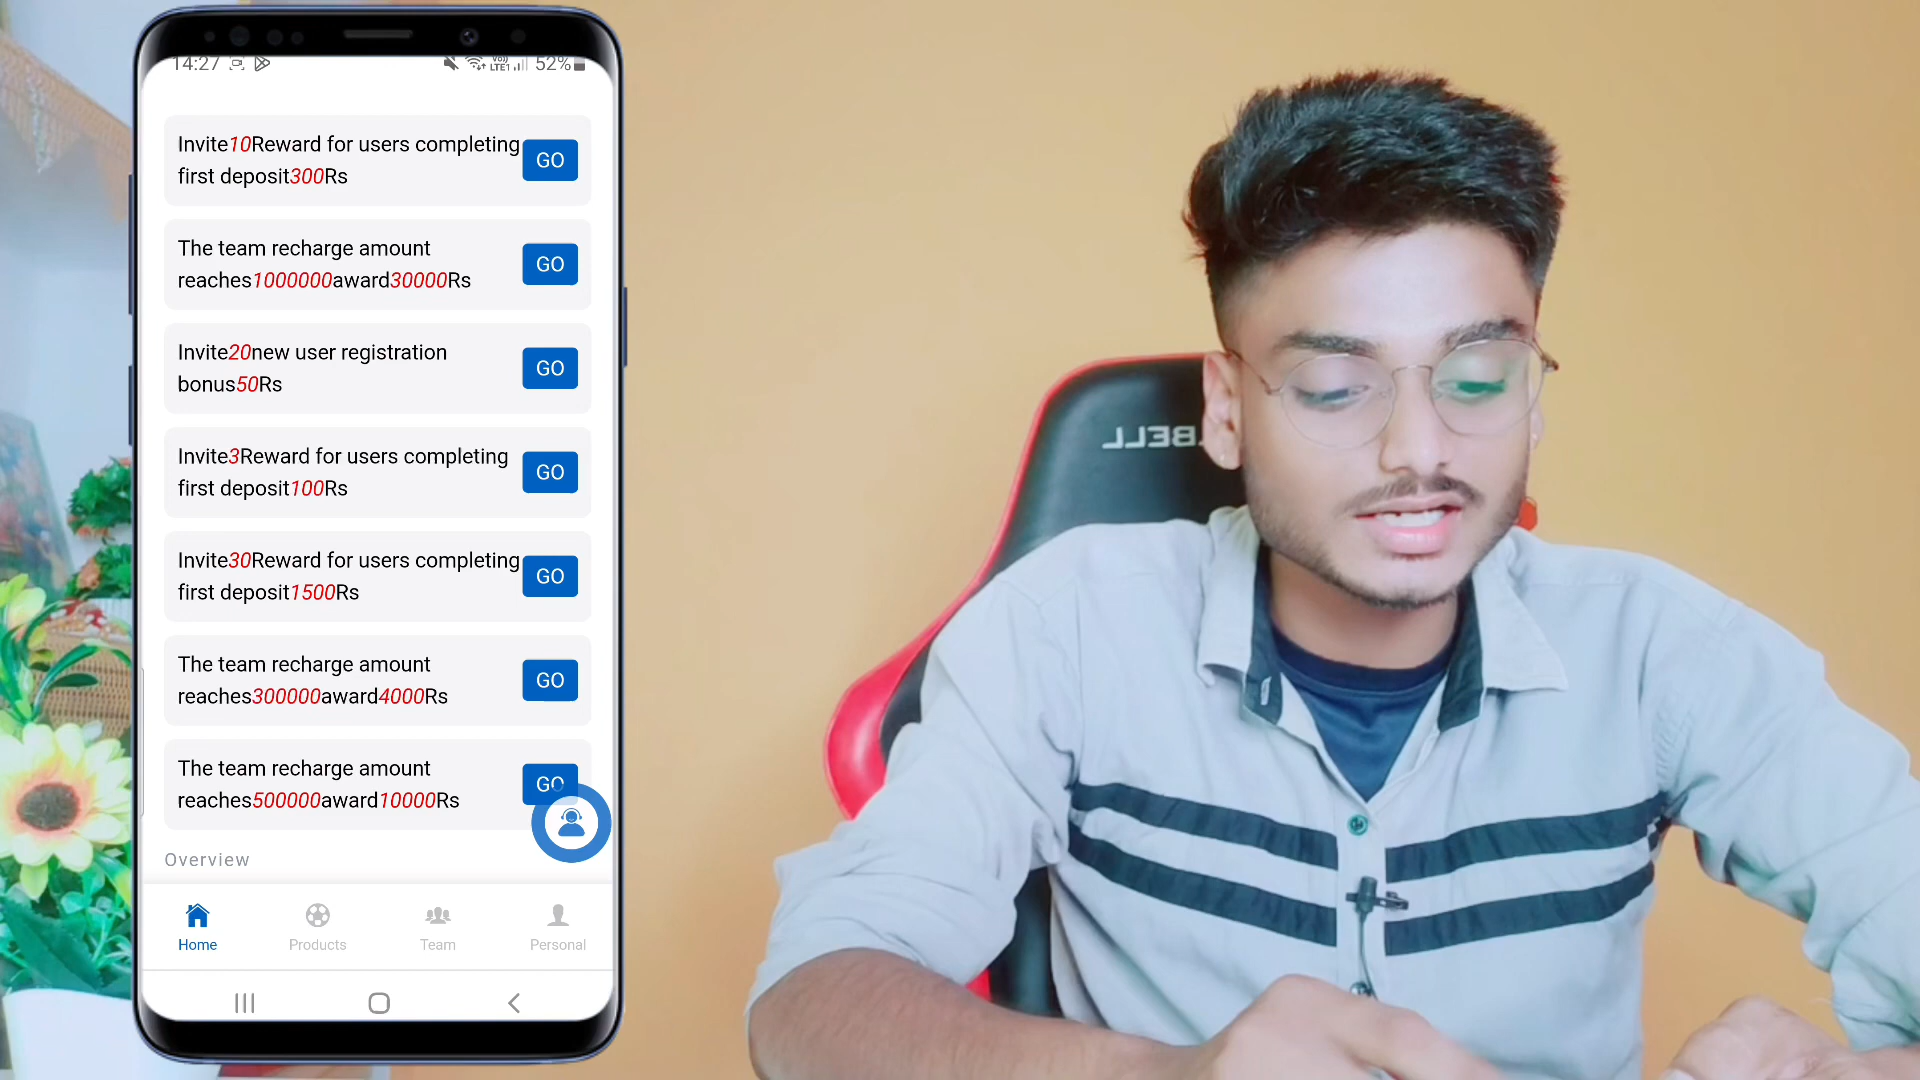 14:27
52%
Invite10Reward for users completing
first deposit300Rs
GO
The team recharge amount
reaches1000000award30000Rs
GO
Invite20new user registration
bonus50Rs
GO
Invite3Reward for users completing
first deposit100Rs
GO
Invite30Reward for users completing
first deposit1500Rs
GO
The team recharge amount
reaches300000award4000Rs
GO
The team recharge amount
reaches500000award10000Rs
GO
Overview
Home
Products
Team
Personal
BELL